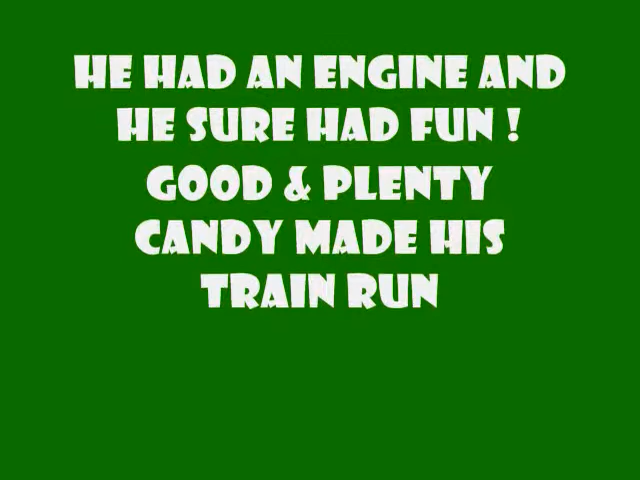 HE HAD AN ENGINE AND
HE SURE HAD FUN !
GOOD & PLENTY
CANDY MADE HIS
TRAIN RUN